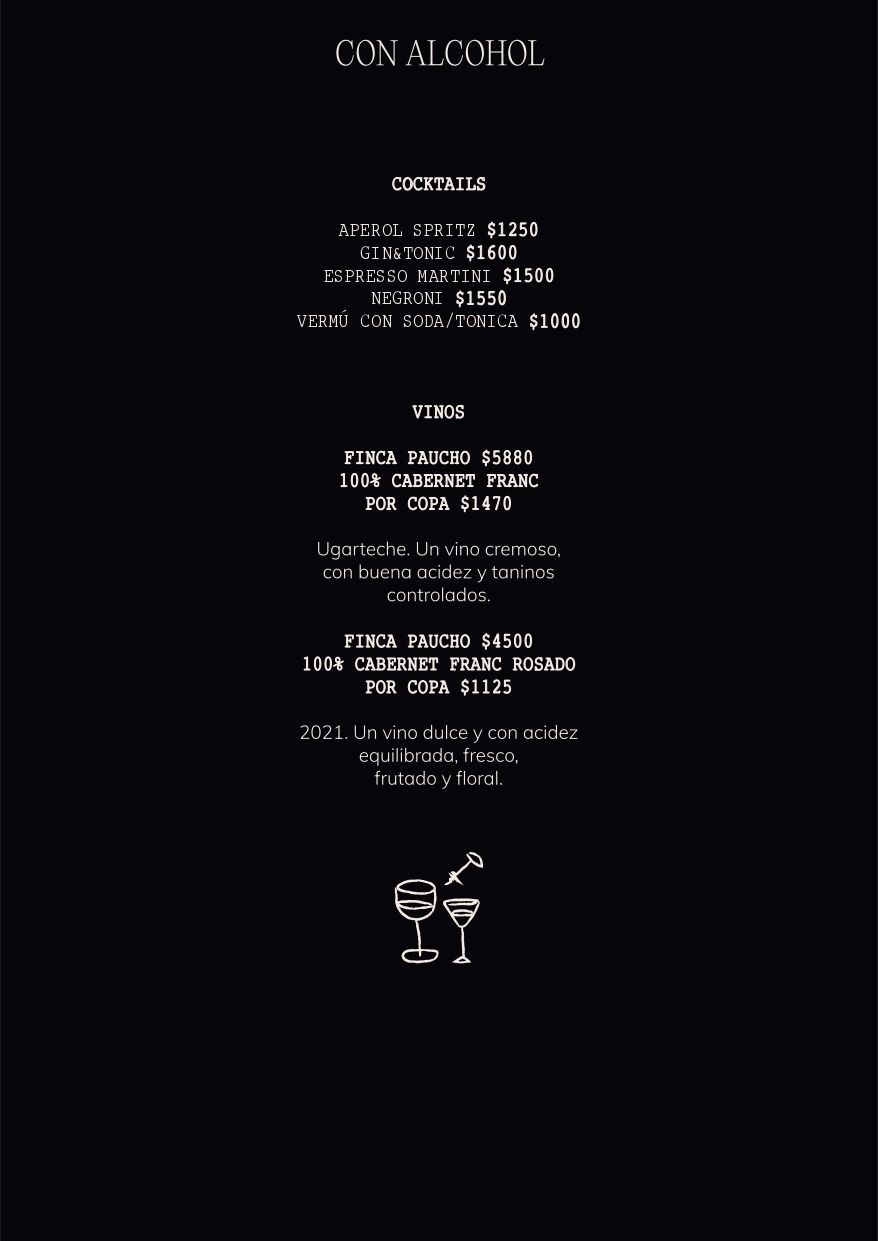 CON ALCOHOL
COCKTAILS
APEROL SPRITZ $1250
GIN&TONIC $1600
ESPRESSO MARTINI $1500
NEGRONI $1550
VERMÚ CON SODA/TONICA $1000
VINOS
FINCA PAUCHO $5880
100% CABERNET FRANC
POR COPA $1470
Ugarteche. Un vino cremoso,
con buena acidez y taninos
controlados.
FINCA PAUCHO $4500
100% CABERNET FRANC ROSADO
POR COPA $1125
2021. Un vino dulce y con acidez
equilibrada, fresco,
frutado y floral.